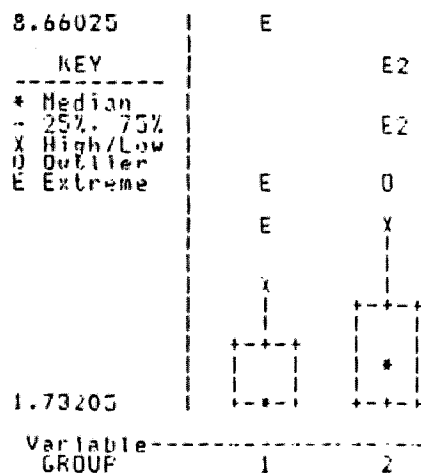 8.66025 E
KEY E2
* Median
- 25%, 75% E2
X High/Low
O Outlier E O
E Extreme E X
X
1.73205
Variable
GROUP 1 2